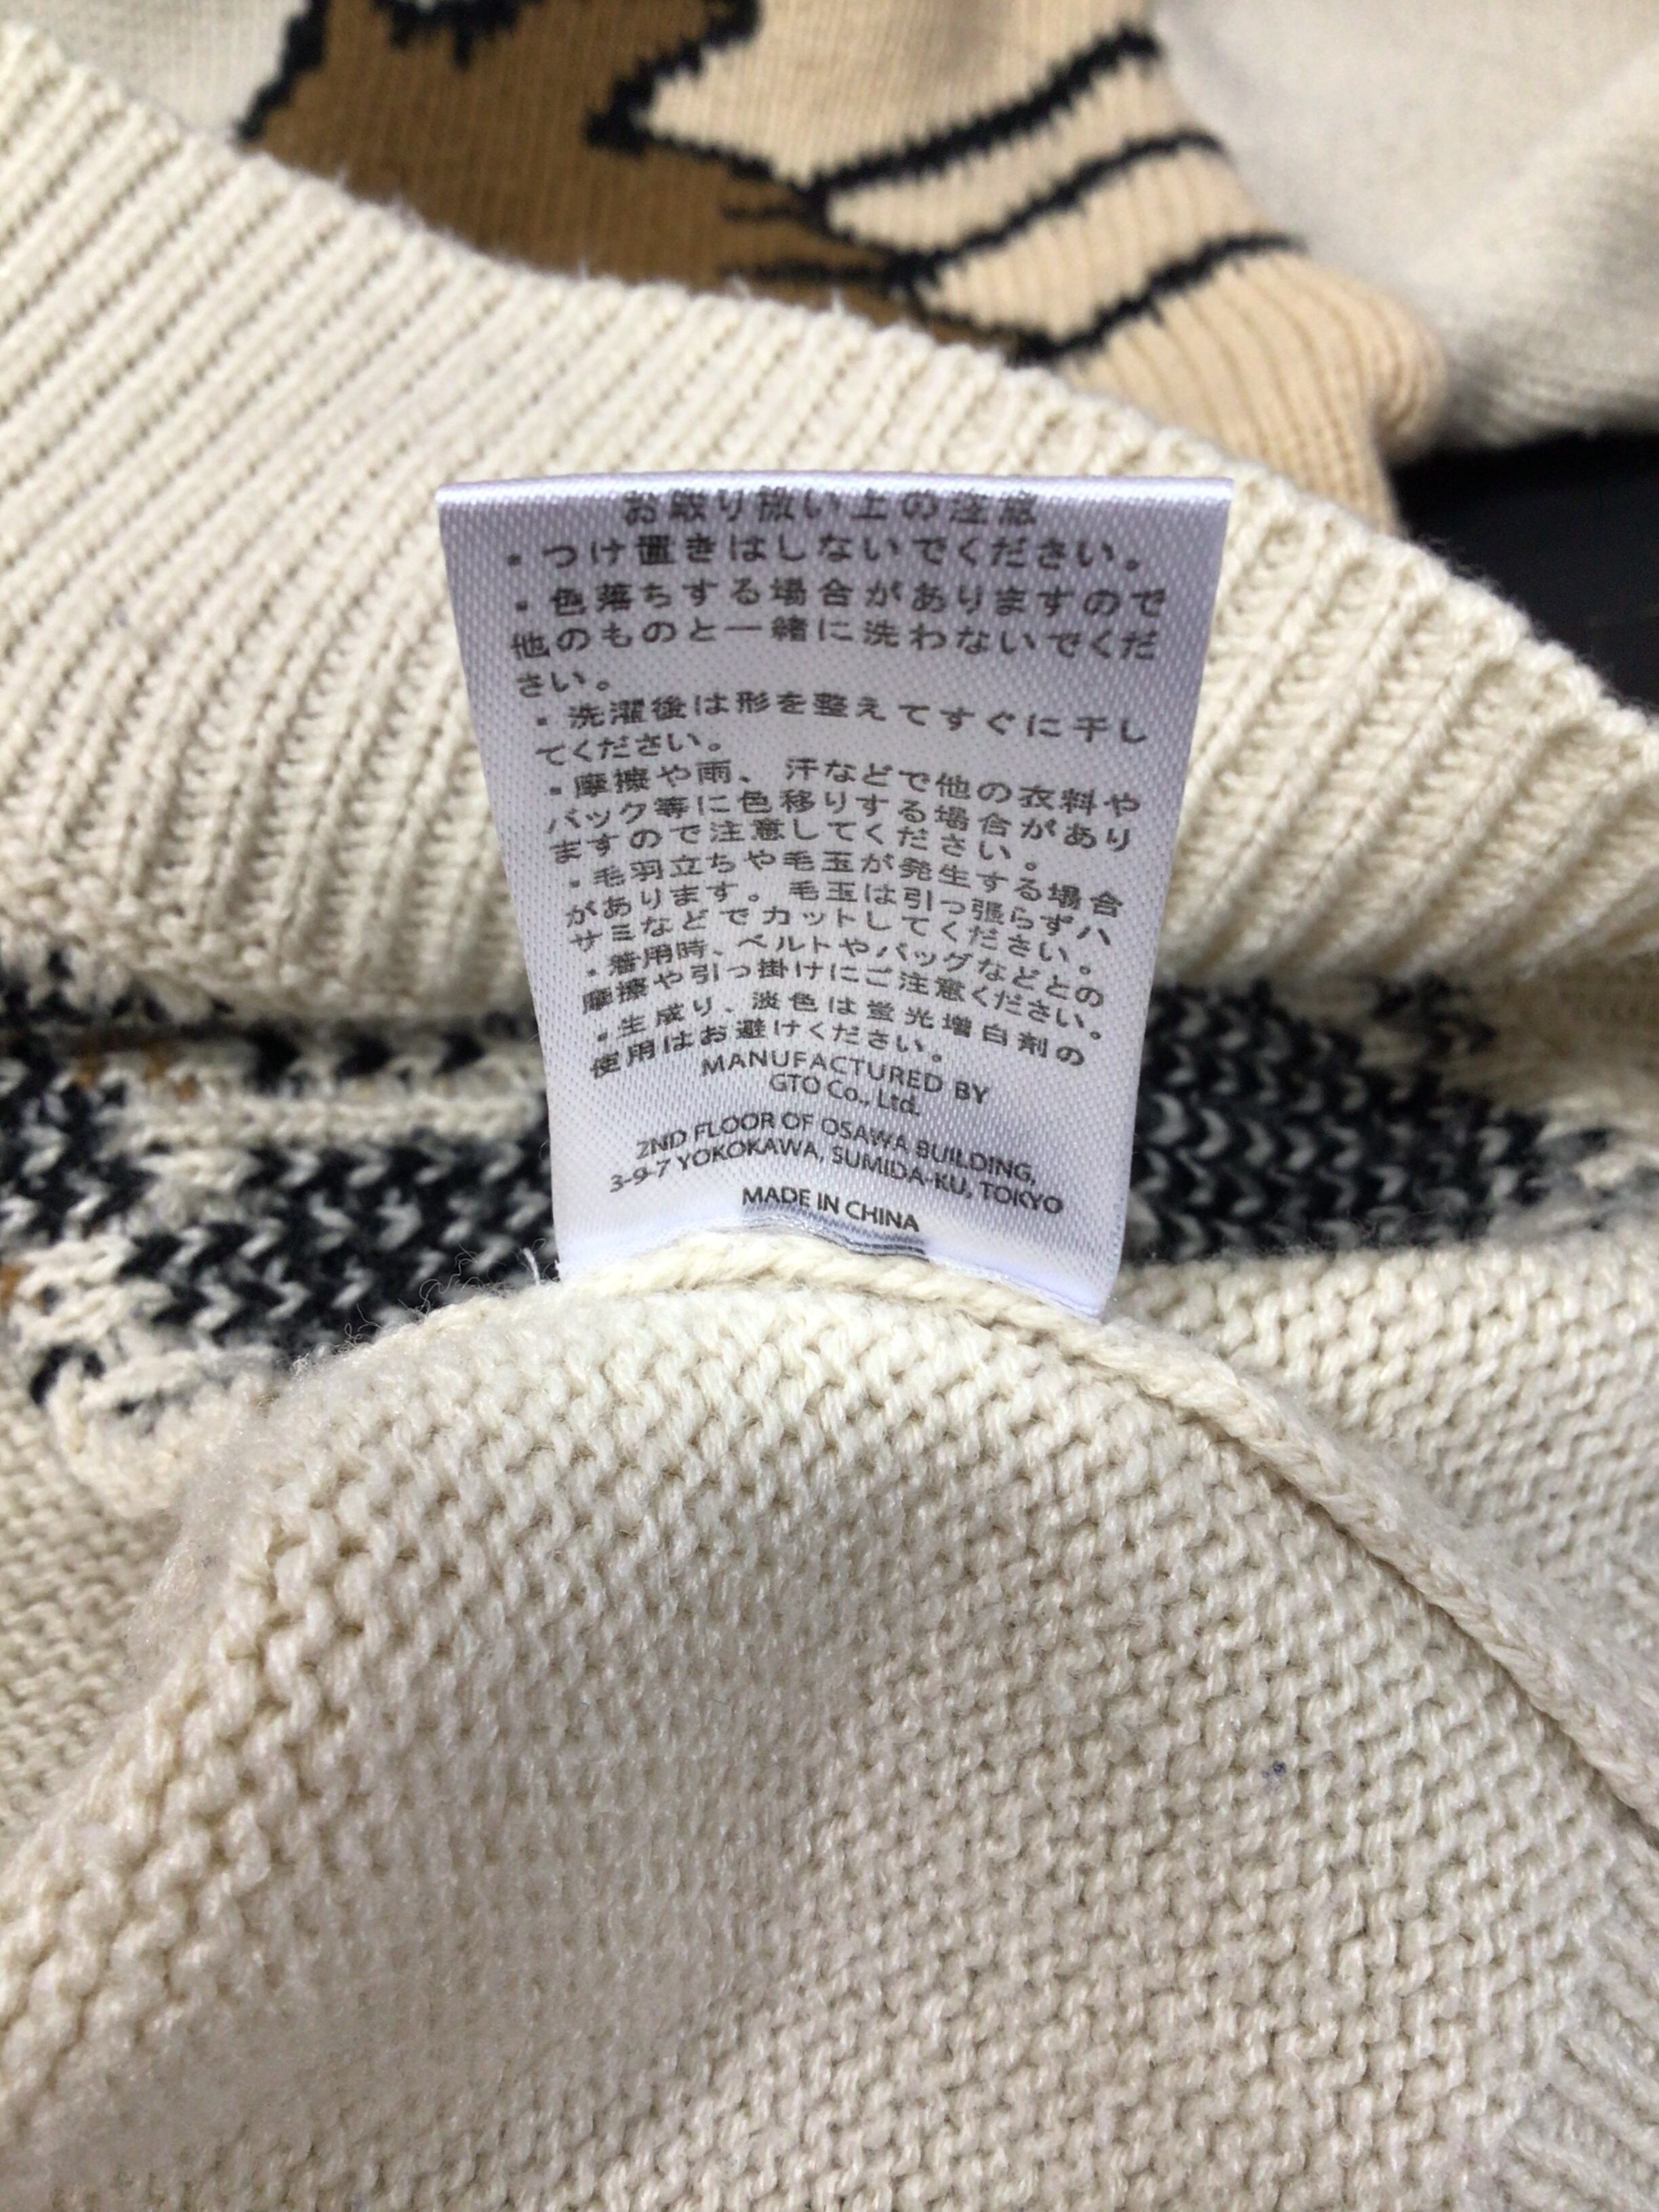 お取り扱い上の注意
・つけ置きはしないでください。
・色落ちする場合がありますので
他のものと一緒に洗わないでくだ
さい。
・洗濯後は形を整えてすぐに干し
てください。
・摩擦や雨、汗などで他の衣料や
バック等に色移りする場合があり
ますので注意してください。
・毛羽立ちや毛玉が発生する場合
があります。毛玉は引っ張らずハ
サミなどでカットしてください。
・着用時、ベルトやバッグなどとの
摩擦や引っ掛けにご注意ください。
・生成り、淡色は蛍光増白剤の
使用はお避けください。
MANUFACTURED BY
GTO Co., Ltd.
2ND FLOOR OF OSAWA BUILDING,
3-9-7 YOKOKAWA, SUMIDA-KU, TOKYO
MADE IN CHINA